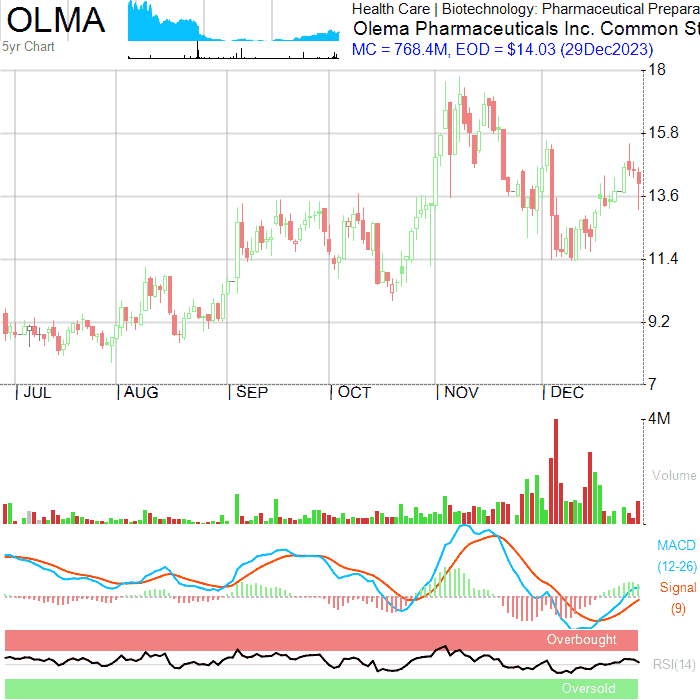 OLMA
5yr Chart
Health Care | Biotechnology: Pharmaceutical Prepara
Olema Pharmaceuticals Inc. Common St
MC = 768.4M, EOD = $14.03 (29Dec2023)
18
15.8
13.6
11.4
9.2
7
JUL AUG SEP OCT NOV DEC
4M
Volume
MACD
(12-26)
Signal
(9)
Overbought
RSI(14)
Oversold